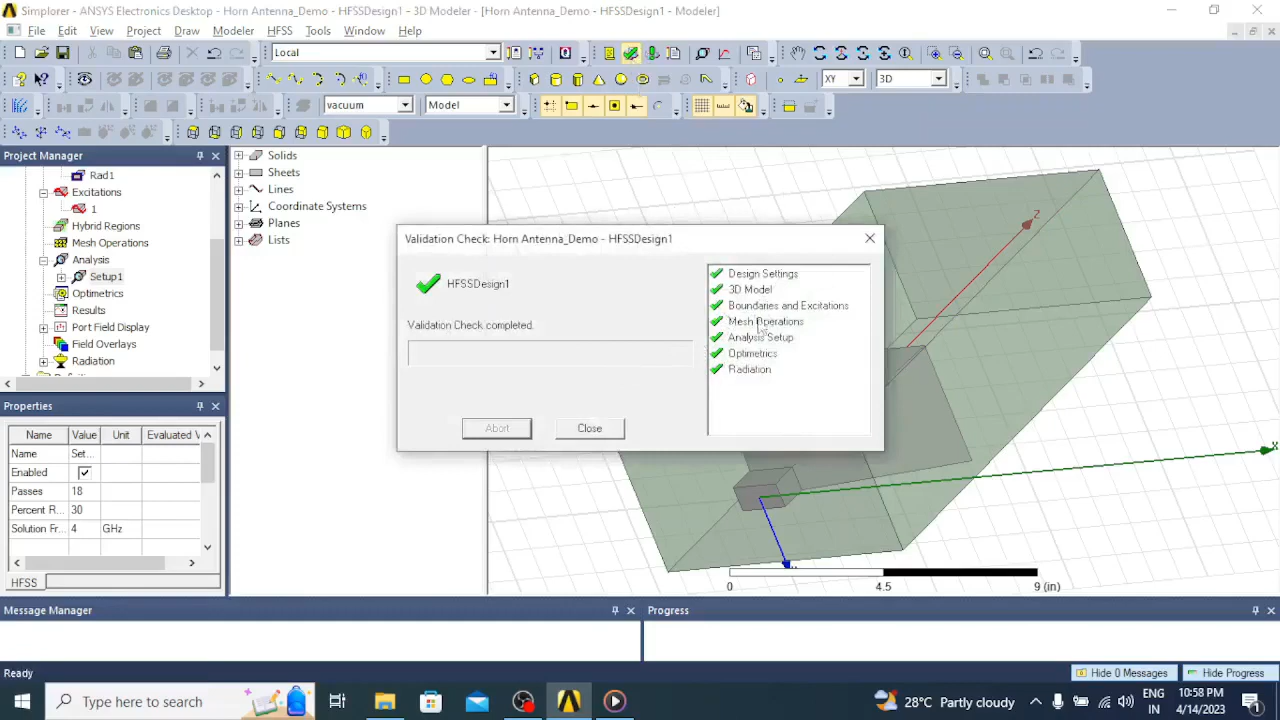 Simplorer - ANSYS Electronics Desktop - Horn Antenna_Demo - HFSSDesign1 - 3D Modeler - [Horn Antenna_Demo - HFSSDesign1 - Modeler]
File Edit View Project Draw Modeler HFSS Tools Window Help
Local
XY 3D
vacuum Model
Project Manager
Rad1
Excitations
1
Hybrid Regions
Mesh Operations
Analysis
Setup1
Optimetrics
Results
Port Field Display
Field Overlays
Radiation
Solids
Sheets
Lines
Coordinate Systems
Planes
Lists
Validation Check: Horn Antenna_Demo - HFSSDesign1
HFSSDesign1
Validation Check completed.
Abort Close
Design Settings
3D Model
Boundaries and Excitations
Mesh Operations
Analysis Setup
Optimetrics
Radiation
Z
X
0 4.5 9 (in)
Properties
Name Value Unit Evaluated V
Name Set...
Enabled
Passes 18
Percent R... 30
Solution Fr... 4 GHz
HFSS
Message Manager
Progress
Ready
Hide 0 Messages Hide Progress
Type here to search
28°C Partly cloudy
ENG
IN
10:58 PM
4/14/2023
1